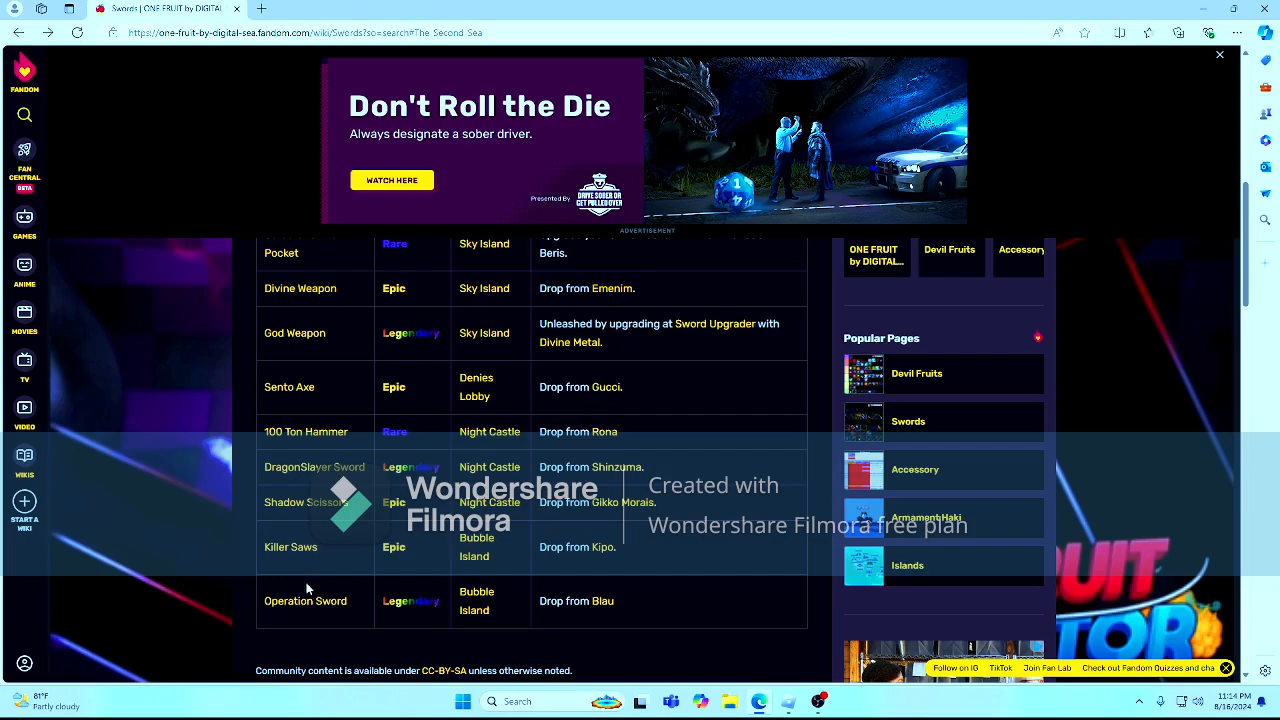 Swords | ONE FRUIT by DIGITAL
https://one-fruit-by-digital-sea.fandom.com/wiki/Swords?so=search#The_Second_Sea
FANDOM
FAN
CENTRAL
BETA
GAMES
ANIME
MOVIES
TV
VIDEO
WIKIS
START A
WIKI
Don't Roll the Die
Always designate a sober driver.
WATCH HERE
Presented By
DRIVE SOBER OR
GET PULLED OVER
1
ADVERTISEMENT
Pocket
Rare
Sky Island
Beris.
Divine Weapon
Epic
Sky Island
Drop from Emenim.
God Weapon
Legendary
Sky Island
Unleashed by upgrading at Sword Upgrader with
Divine Metal.
Sento Axe
Epic
Denies
Lobby
Drop from Gucci.
100 Ton Hammer
Rare
Night Castle
Drop from Rona
DragonSlayer Sword
Legendary
Night Castle
Drop from Shinzuma.
Shadow Scissors
Epic
Night Castle
Drop from Gikko Morais.
Killer Saws
Epic
Bubble
Island
Drop from Kipo.
Operation Sword
Legendary
Bubble
Island
Drop from Blau
Community content is available under CC-BY-SA unless otherwise noted.
ONE FRUIT
by DIGITAL...
Devil Fruits
Accessory
Popular Pages
Devil Fruits
Swords
Accessory
Armament Haki
Islands
Wondershare
Filmora
Created with
Wondershare Filmora free plan
Follow on IG
TikTok
Join Fan Lab
Check out Fandom Quizzes and cha
81°F
Partly cloudy
Search
11:14 PM
8/16/2024